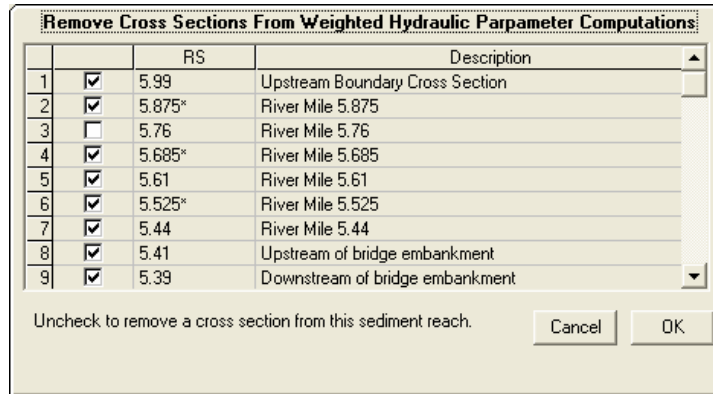 Remove Cross Sections From Weighted Hydraulic Parpameter Computations
RS Description
1 5.99 Upstream Boundary Cross Section
2 5.875* River Mile 5.875
3 5.76 River Mile 5.76
4 5.685* River Mile 5.685
5 5.61 River Mile 5.61
6 5.525* River Mile 5.525
7 5.44 River Mile 5.44
8 5.41 Upstream of bridge embankment
9 5.39 Downstream of bridge embankment
Uncheck to remove a cross section from this sediment reach. Cancel OK